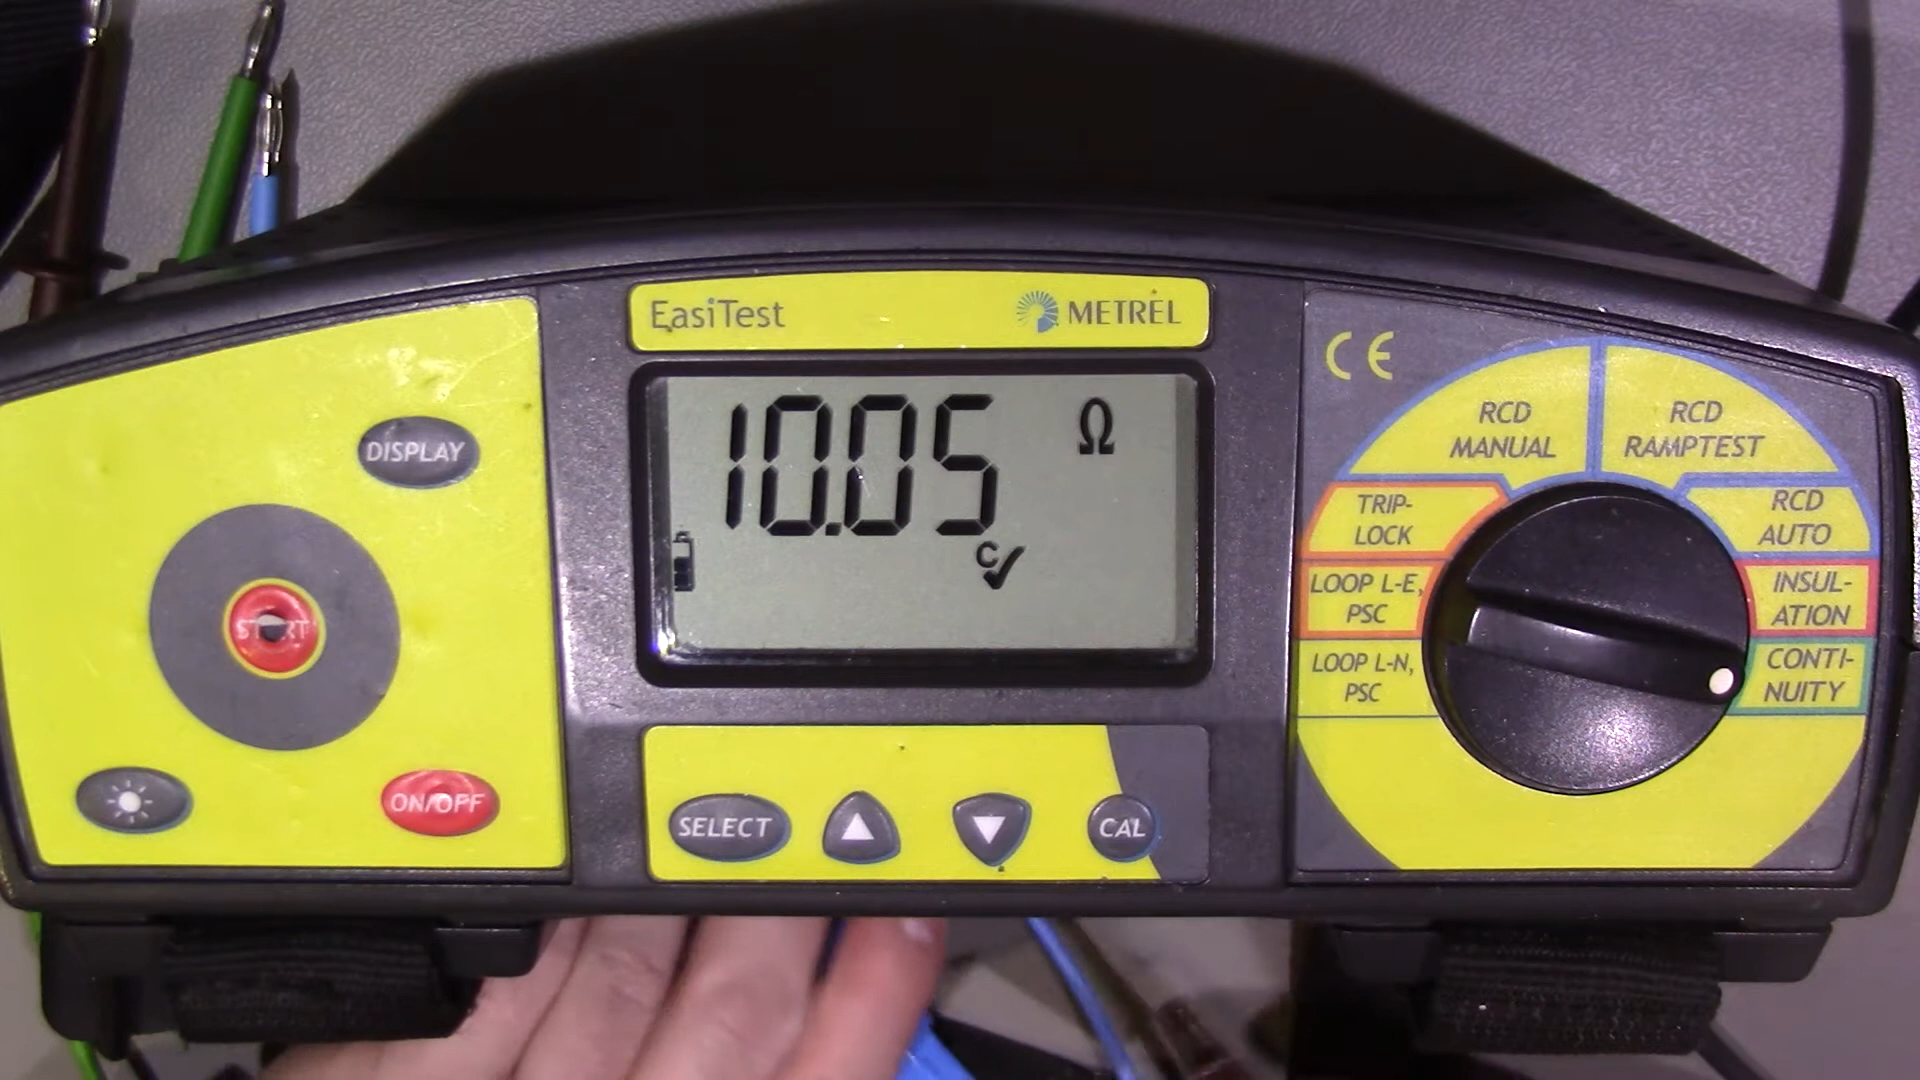 EasiTest METREL
CE
DISPLAY
START
ON/OFF
10.05 Ω
C✓
SELECT
CAL
RCD
MANUAL
RCD
RAMPTEST
TRIP-
LOCK
RCD
AUTO
LOOP L-E,
PSC
INSUL-
ATION
LOOP L-N,
PSC
CONTI-
NUITY